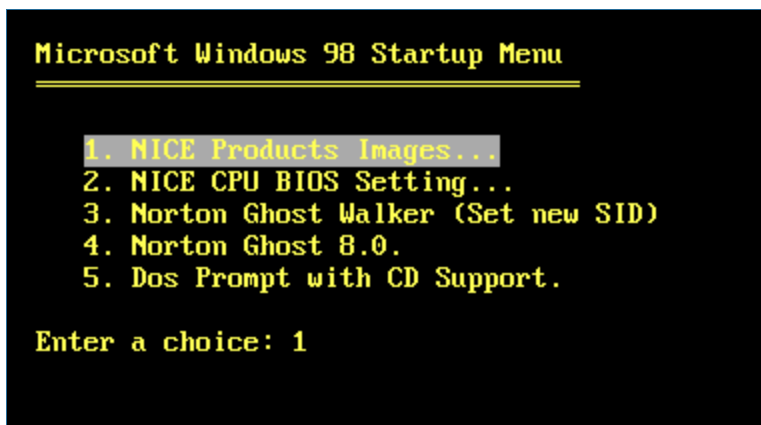 Microsoft Windows 98 Startup Menu
1. NICE Products Images...
2. NICE CPU BIOS Setting...
3. Norton Ghost Walker (Set new SID)
4. Norton Ghost 8.0.
5. Dos Prompt with CD Support.
Enter a choice: 1